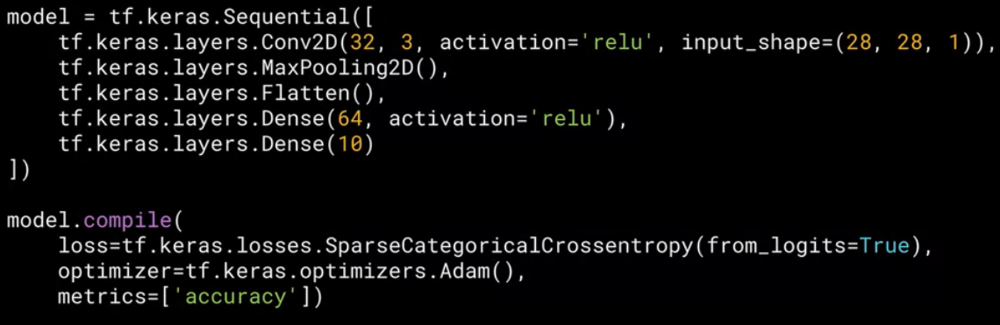 model = tf.keras.Sequential([
    tf.keras.layers.Conv2D(32, 3, activation='relu', input_shape=(28, 28, 1)),
    tf.keras.layers.MaxPooling2D(),
    tf.keras.layers.Flatten(),
    tf.keras.layers.Dense(64, activation='relu'),
    tf.keras.layers.Dense(10)
])

model.compile(
    loss=tf.keras.losses.SparseCategoricalCrossentropy(from_logits=True),
    optimizer=tf.keras.optimizers.Adam(),
    metrics=['accuracy'])